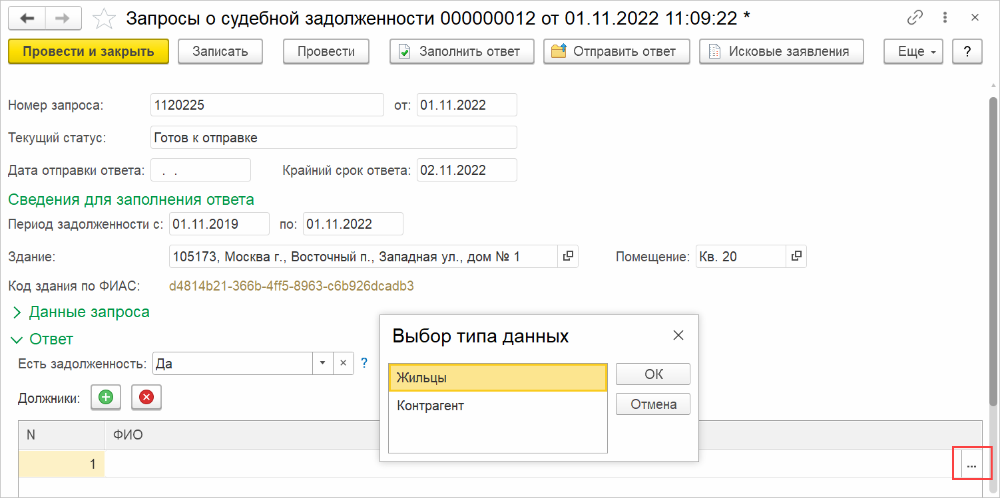 Запросы о судебной задолженности 000000012 от 01.11.2022 11:09:22 *
Провести и закрыть Записать Провести Заполнить ответ Отправить ответ Исковые заявления Еще ?
Номер запроса: 1120225 от: 01.11.2022
Текущий статус: Готов к отправке
Дата отправки ответа: . . Крайний срок ответа: 02.11.2022
Сведения для заполнения ответа
Период задолженности с: 01.11.2019 по: 01.11.2022
Здание: 105173, Москва г., Восточный п., Западная ул., дом № 1 Помещение: Кв. 20
Код здания по ФИАС: d4814b21-366b-4ff5-8963-c6b926dcadb3
Данные запроса
Ответ
Есть задолженность: Да ?
Должники:
N ФИО
1 ...
Выбор типа данных
Жильцы
Контрагент
ОК
Отмена